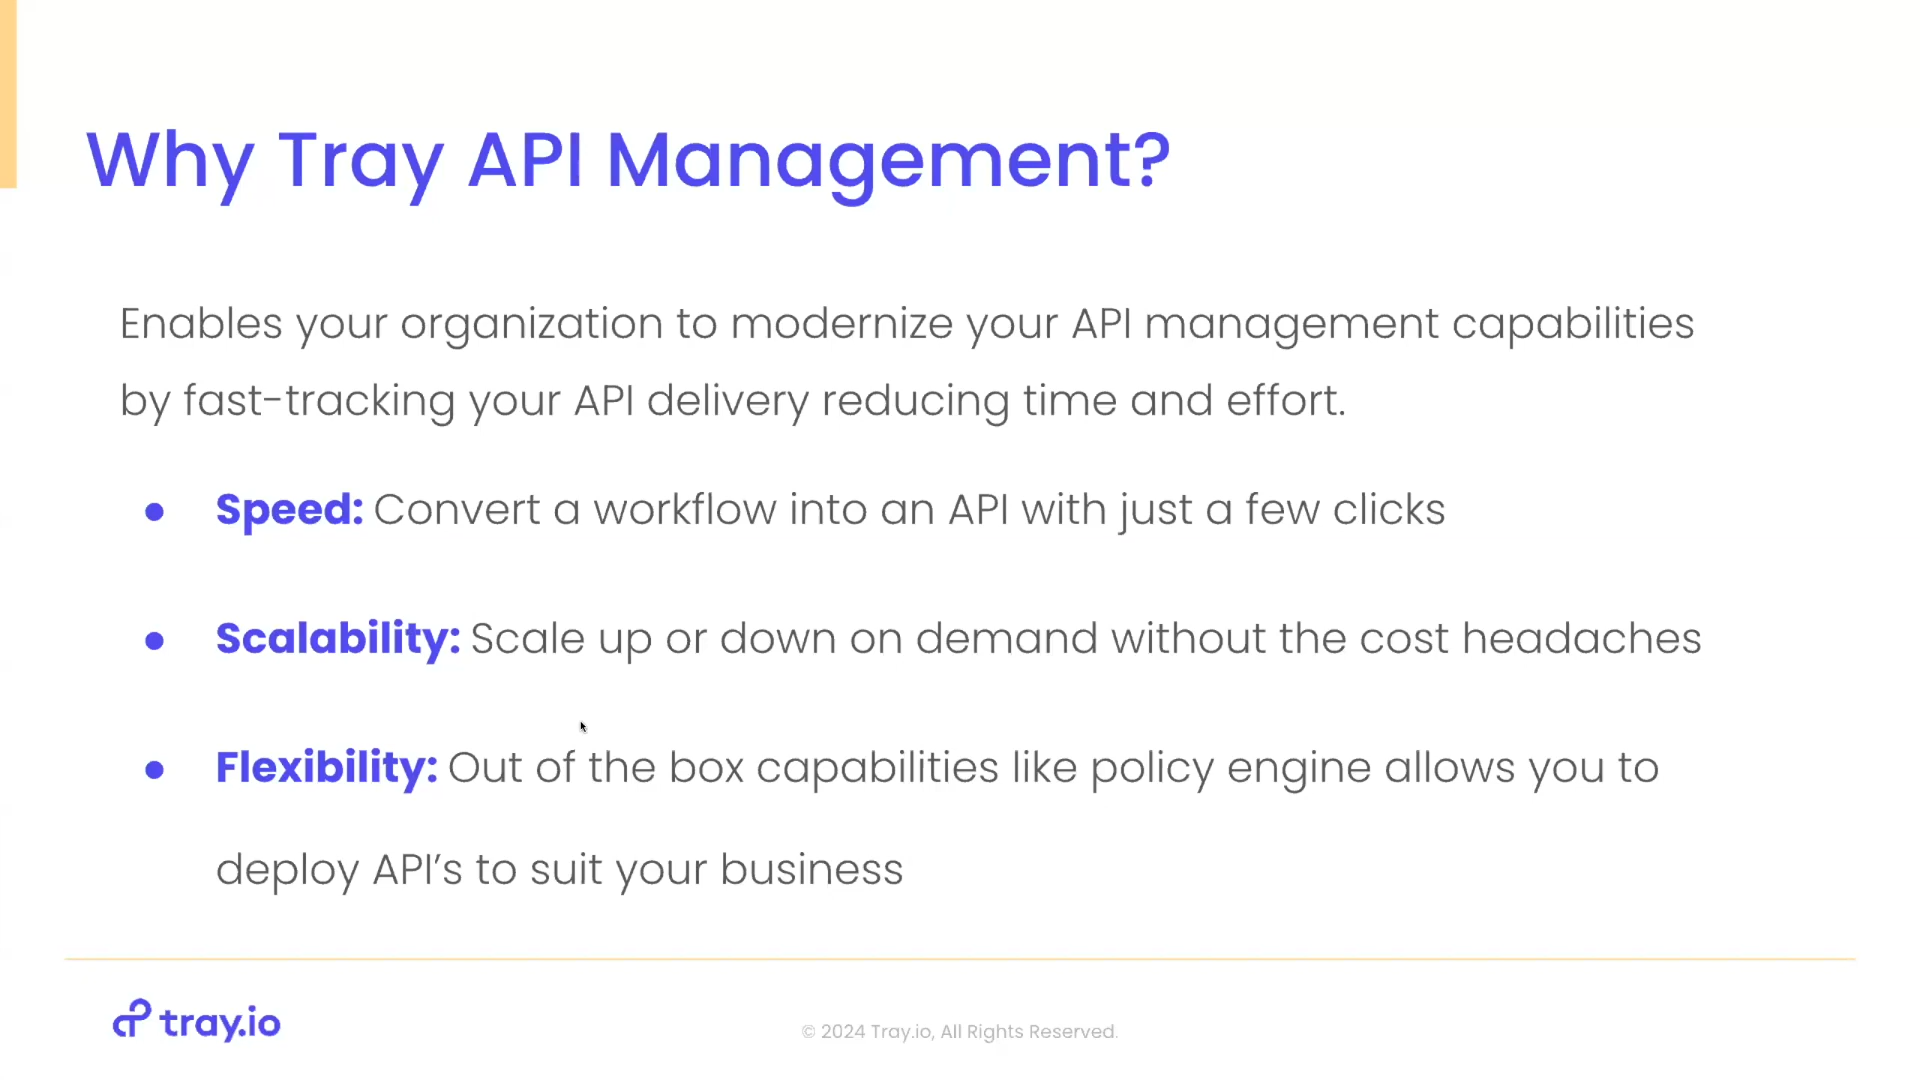 Why Tray API Management?
Enables your organization to modernize your API management capabilities
by fast-tracking your API delivery reducing time and effort.
● Speed: Convert a workflow into an API with just a few clicks
● Scalability: Scale up or down on demand without the cost headaches
● Flexibility: Out of the box capabilities like policy engine allows you to
deploy API’s to suit your business
tray.io
© 2024 Tray.io, All Rights Reserved.